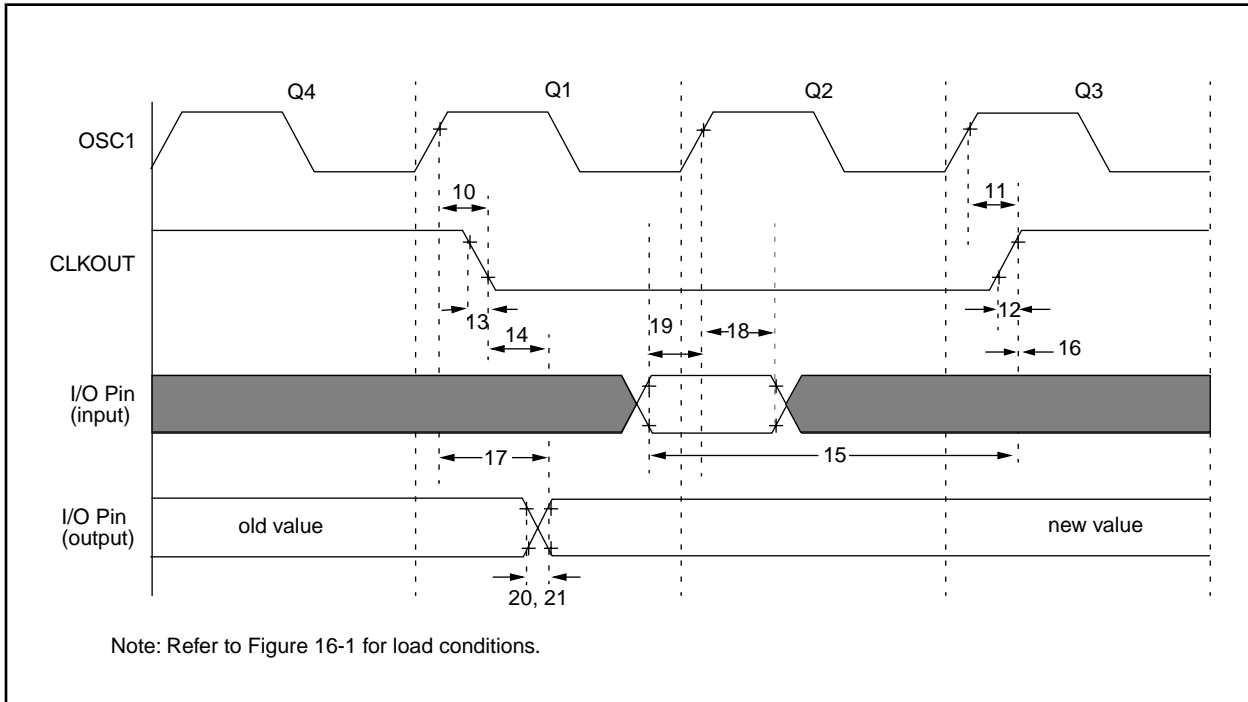 Q4 Q1 Q2 Q3
OSC1
10 11
CLKOUT
13 14 19 18 12
16
I/O Pin
(input)
17 15
I/O Pin
(output)
old value new value
20, 21
Note: Refer to Figure 16-1 for load conditions.